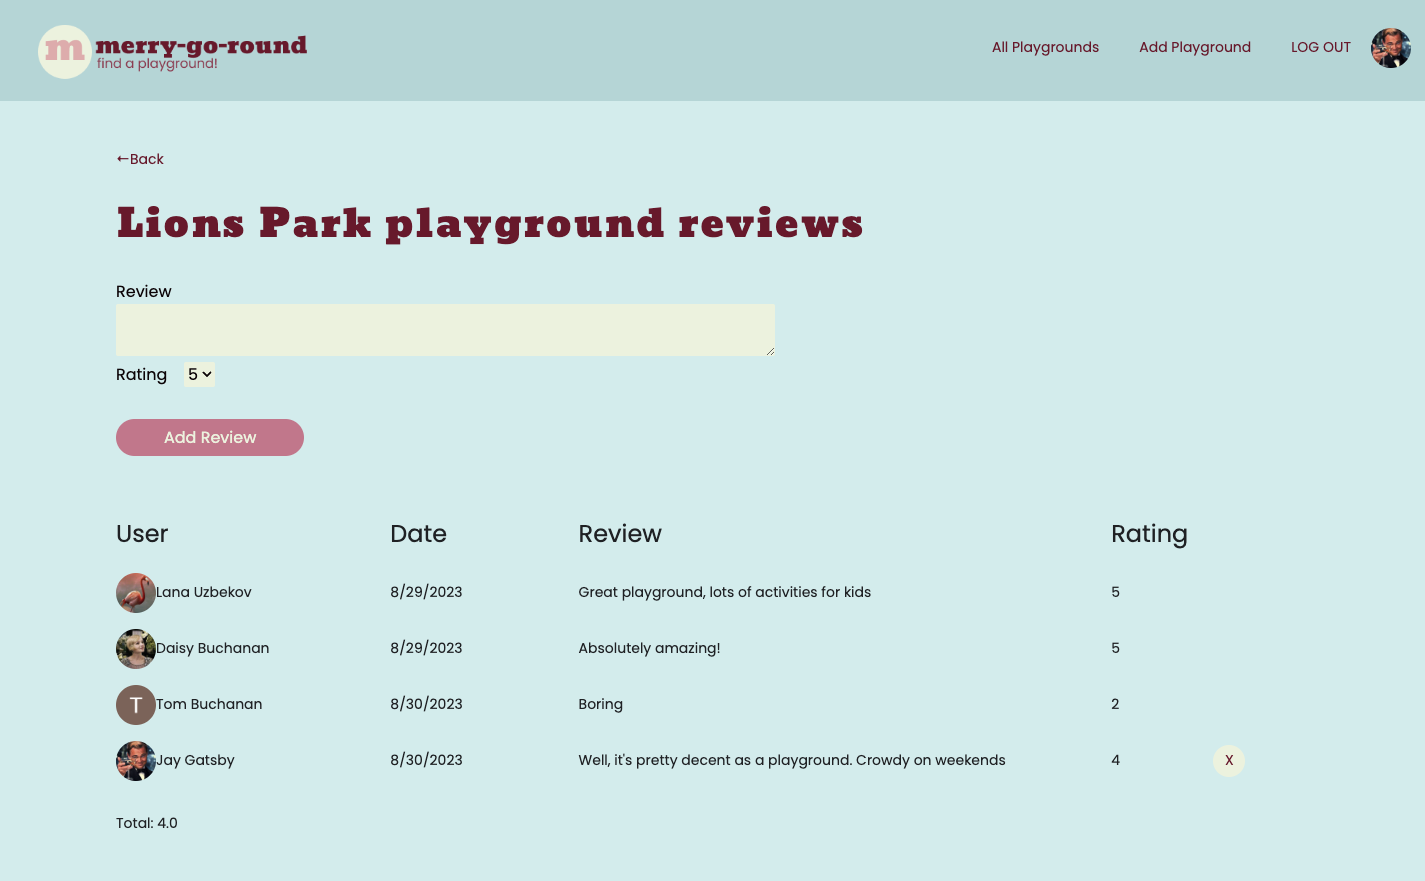 m merry-go-round
find a playground!
All Playgrounds Add Playground LOG OUT
←Back
Lions Park playground reviews
Review
Rating 5
Add Review
User Date Review Rating
Lana Uzbekov 8/29/2023 Great playground, lots of activities for kids 5
Daisy Buchanan 8/29/2023 Absolutely amazing! 5
T Tom Buchanan 8/30/2023 Boring 2
Jay Gatsby 8/30/2023 Well, it's pretty decent as a playground. Crowdy on weekends 4 X
Total: 4.0